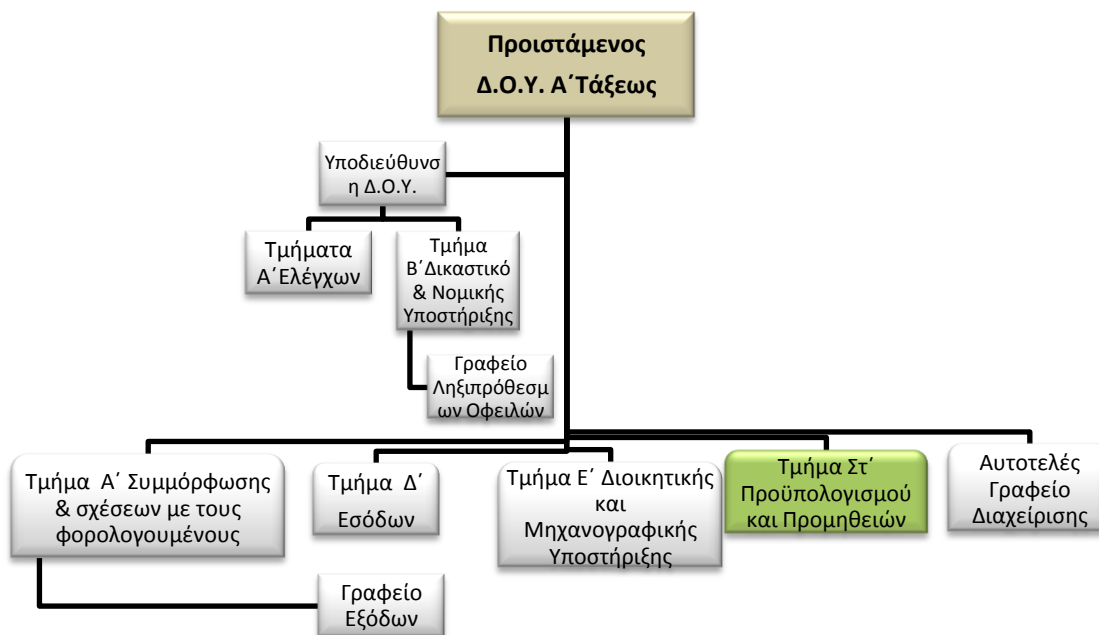 Προιστάμενος
Δ.Ο.Υ. Α΄Τάξεως
Υποδιεύθυνσ
η Δ.Ο.Υ.
Τμήματα
Α΄Ελέγχων
Τμήμα
Β΄Δικαστικό
& Νομικής
Υποστήριξης
Γραφείο
Ληξιπρόθεσμ
ων Οφειλών
Τμήμα Α΄ Συμμόρφωσης
& σχέσεων με τους
φορολογουμένους
Τμήμα Δ΄
Εσόδων
Τμήμα Ε΄ Διοικητικής
και
Μηχανογραφικής
Υποστήριξης
Τμήμα Στ΄
Προϋπολογισμού
και Προμηθειών
Αυτοτελές
Γραφείο
Διαχείρισης
Γραφείο
Εξόδων